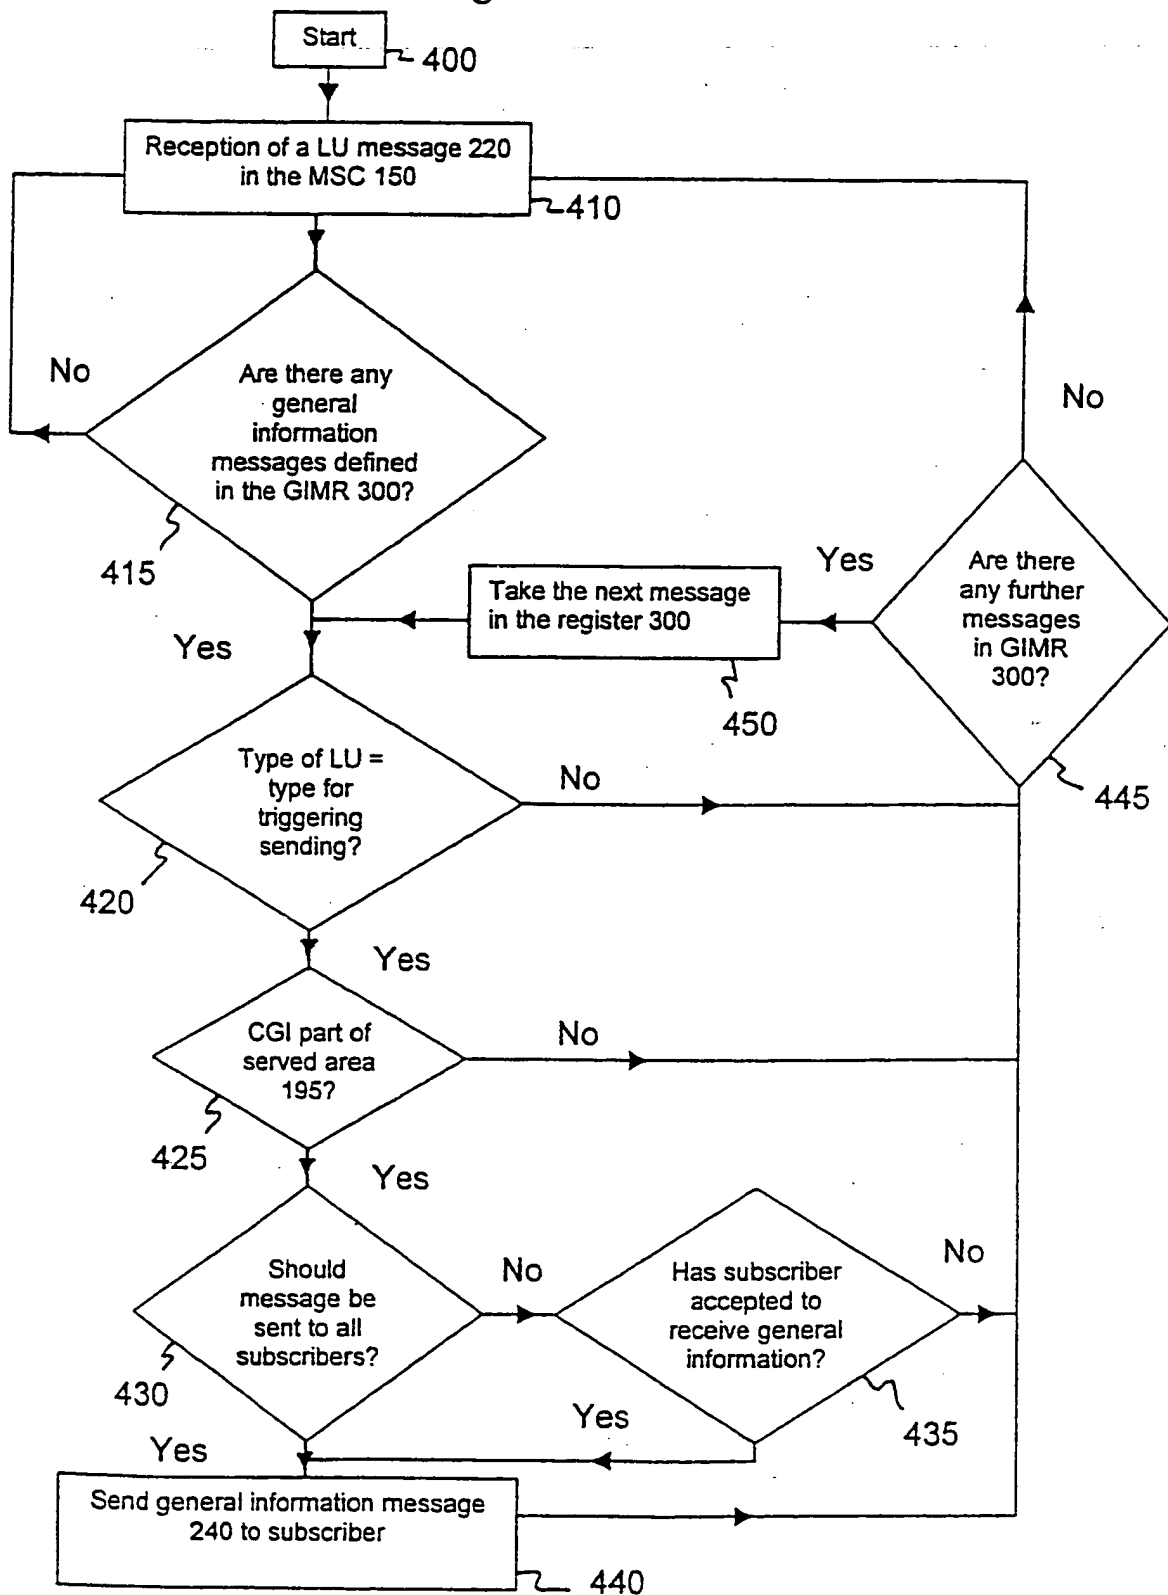 Start
400
Reception of a LU message 220
in the MSC 150
410
No
Are there any
general
information
messages defined
in the GIMR 300?
415
Yes
No
Yes
Are there
any further
messages
in GIMR
300?
445
Take the next message
in the register 300
450
Type of LU =
type for
triggering
sending?
No
420
Yes
CGI part of
served area
195?
No
425
Yes
Should
message be
sent to all
subscribers?
No
430
Has subscriber
accepted to
receive general
information?
No
435
Yes
Yes
Send general information message
240 to subscriber
440